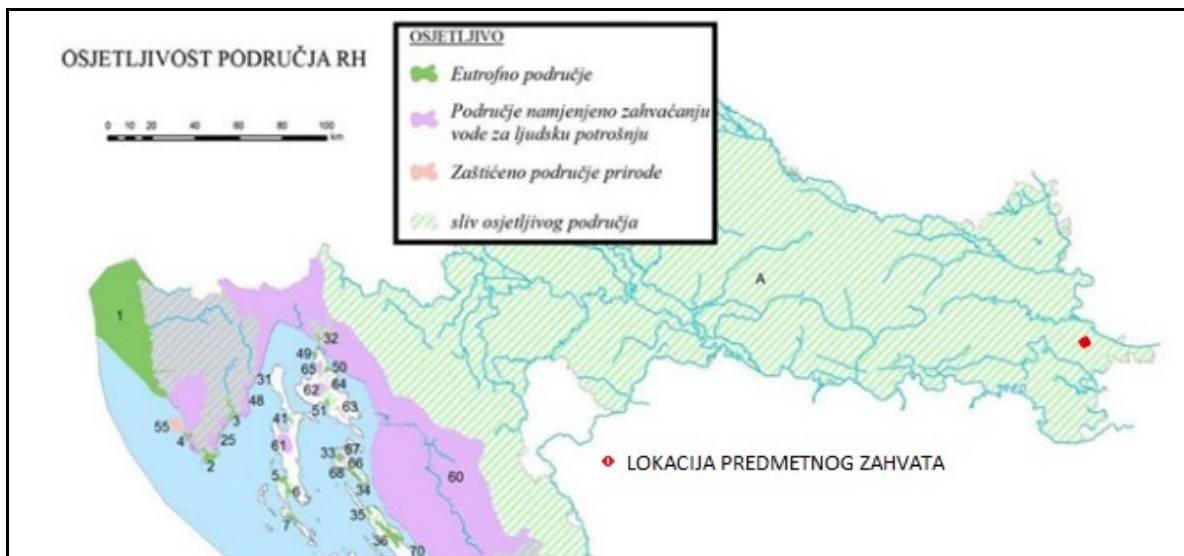 OSJETLJIVOST PODRUČJA RH
0 10 20 40 60 80 100
km
OSJETLJIVO
Eutrofno područje
Područje namjenjeno zahvaćanju
vode za ljudsku potrošnju
Zaštićeno područje prirode
sliv osjetljivog područja
A
1
32
49
65
50
31
62
64
48
51
63
3
41
55
4
25
61
2
33
67
66
68
60
5
6
34
7
35
36
70
LOKACIJA PREDMETNOG ZAHVATA